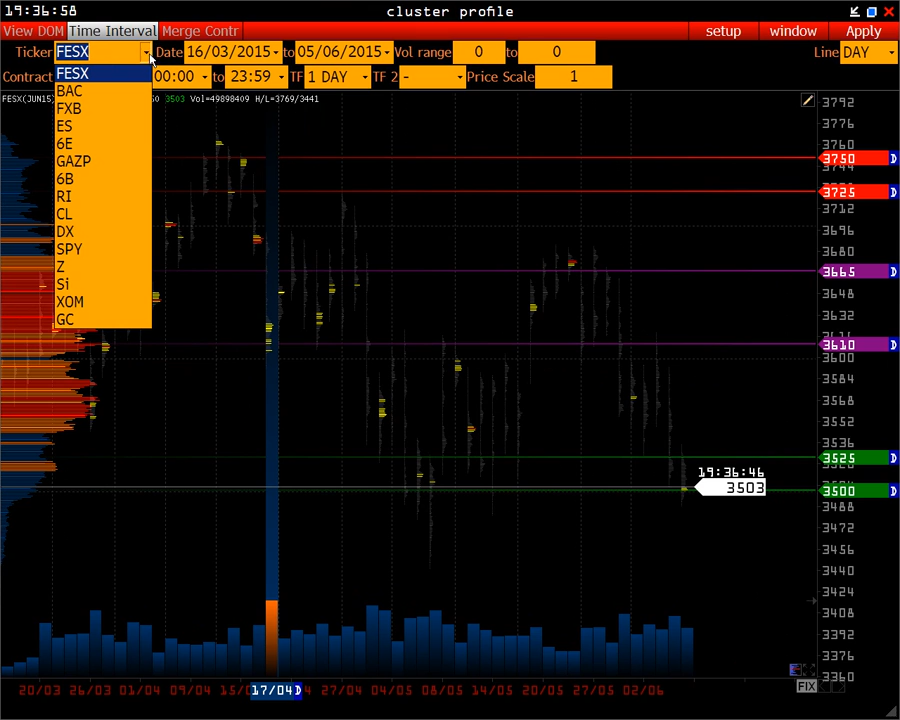 19:36:58 cluster profile
View DOM Time Interval Merge Contr setup window Apply
Ticker FESX Date 16/03/2015 to 05/06/2015 Vol range 0 to 0 Line DAY
Contract 00:00 to 23:59 TF 1 DAY TF 2 - Price Scale 1
FESX(JUN15) 3503 Vol=49898409 H/L=3769/3441
FESX
BAC
FXB
ES
6E
GAZP
6B
RI
CL
DX
SPY
Z
Si
XOM
GC
3792
3776
3760
3750 D
3744
3725 D
3712
3696
3680
3665 D
3648
3632
3610 D
3600
3584
3568
3552
3536
3525 D
19:36:46
3503
3500 D
3488
3472
3456
3440
3424
3408
3392
3376
3360
20/03 26/03 01/04 09/04 17/04 D 27/04 04/05 08/05 14/05 20/05 27/05 02/06
FIX